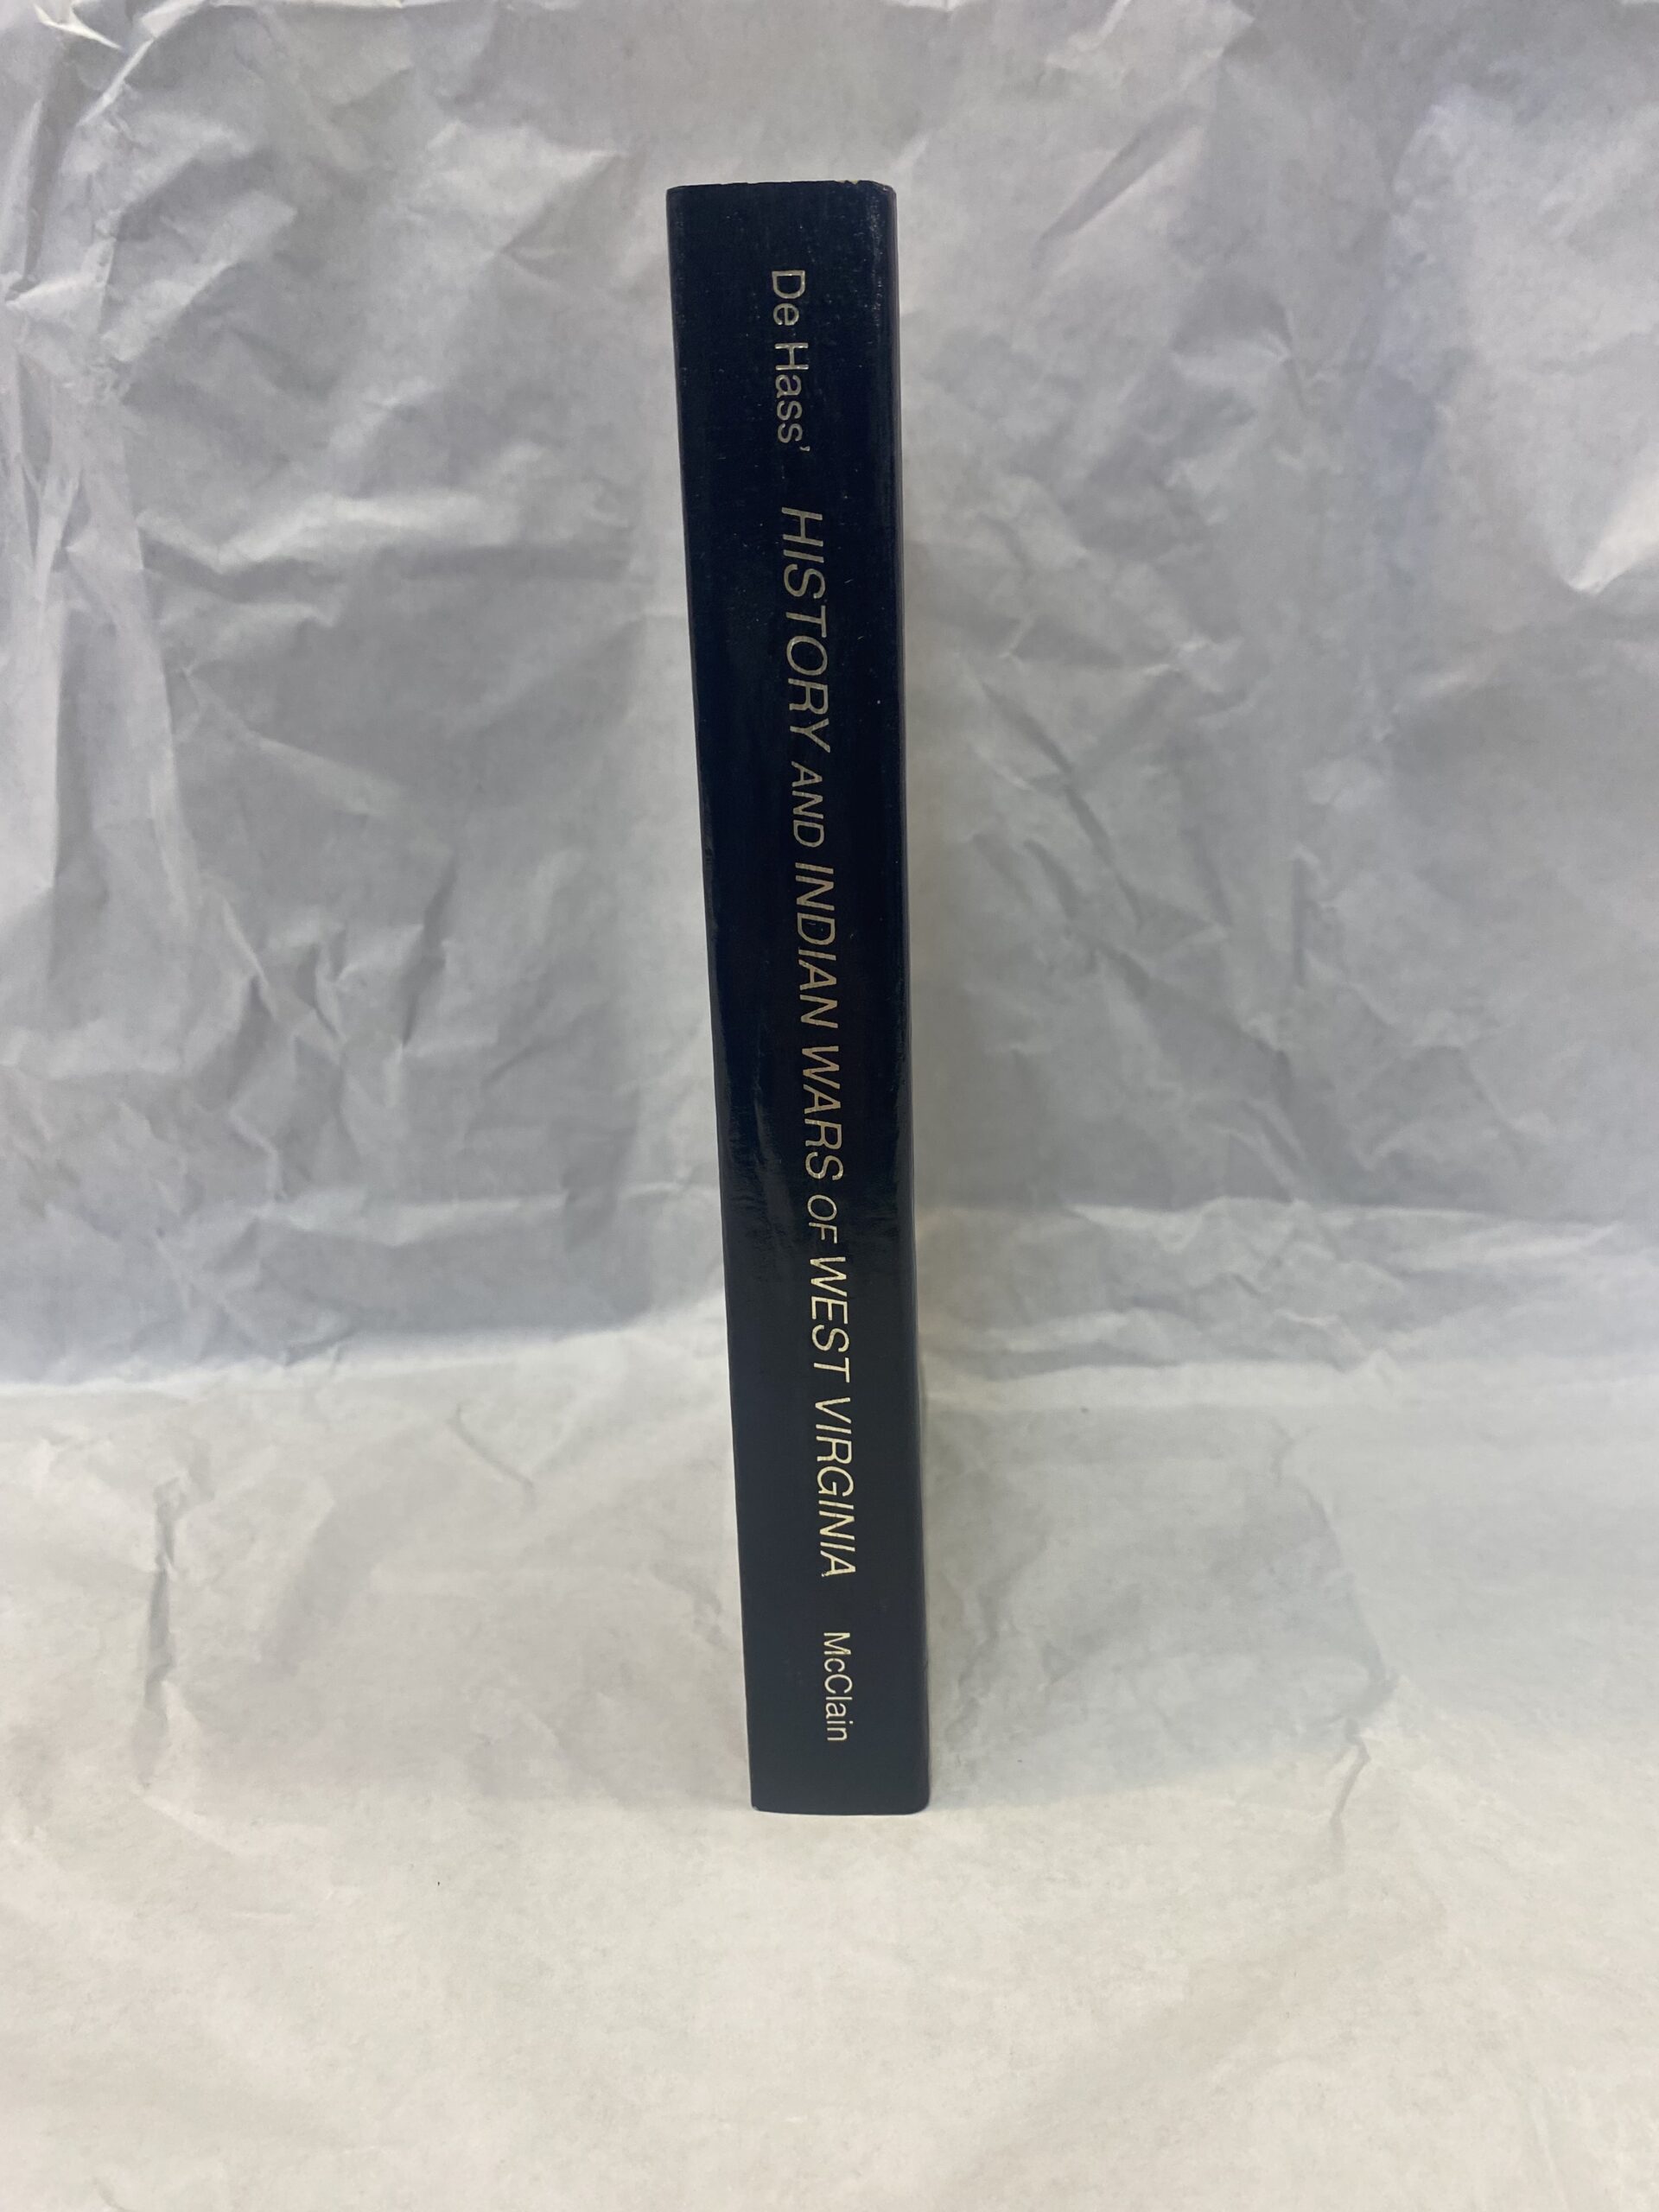 De Hass' HISTORY AND INDIAN WARS OF WEST VIRGINIA McClain